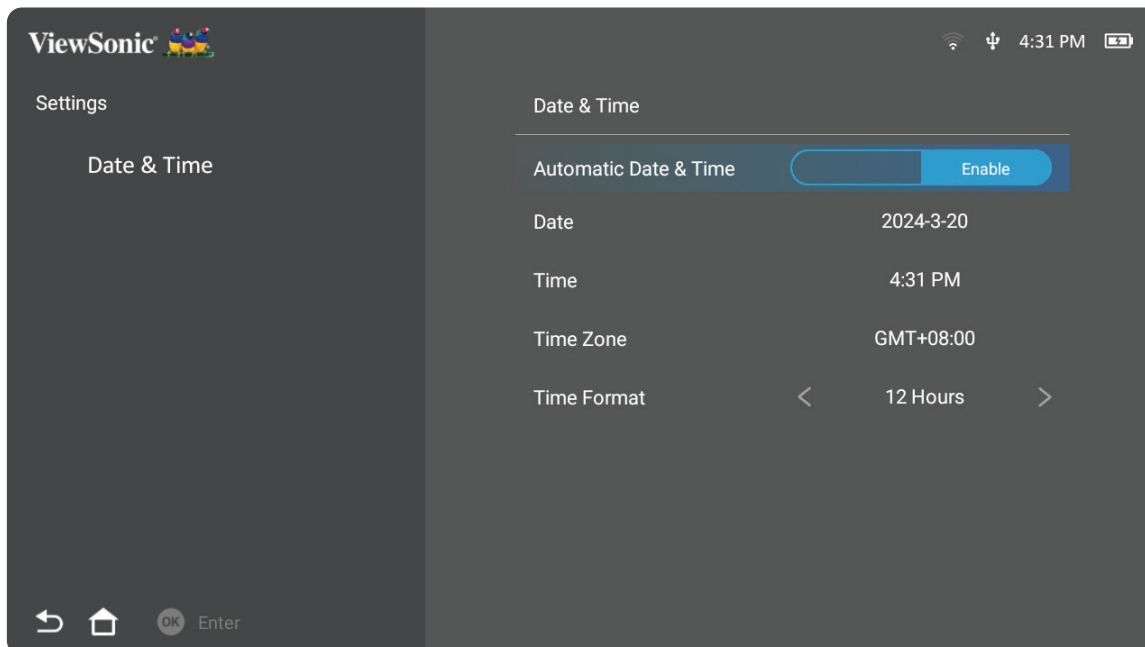 ViewSonic®
4:31 PM
Settings
Date & Time
Date & Time
Automatic Date & Time Enable
Date 2024-3-20
Time 4:31 PM
Time Zone GMT+08:00
Time Format < 12 Hours >
OK Enter